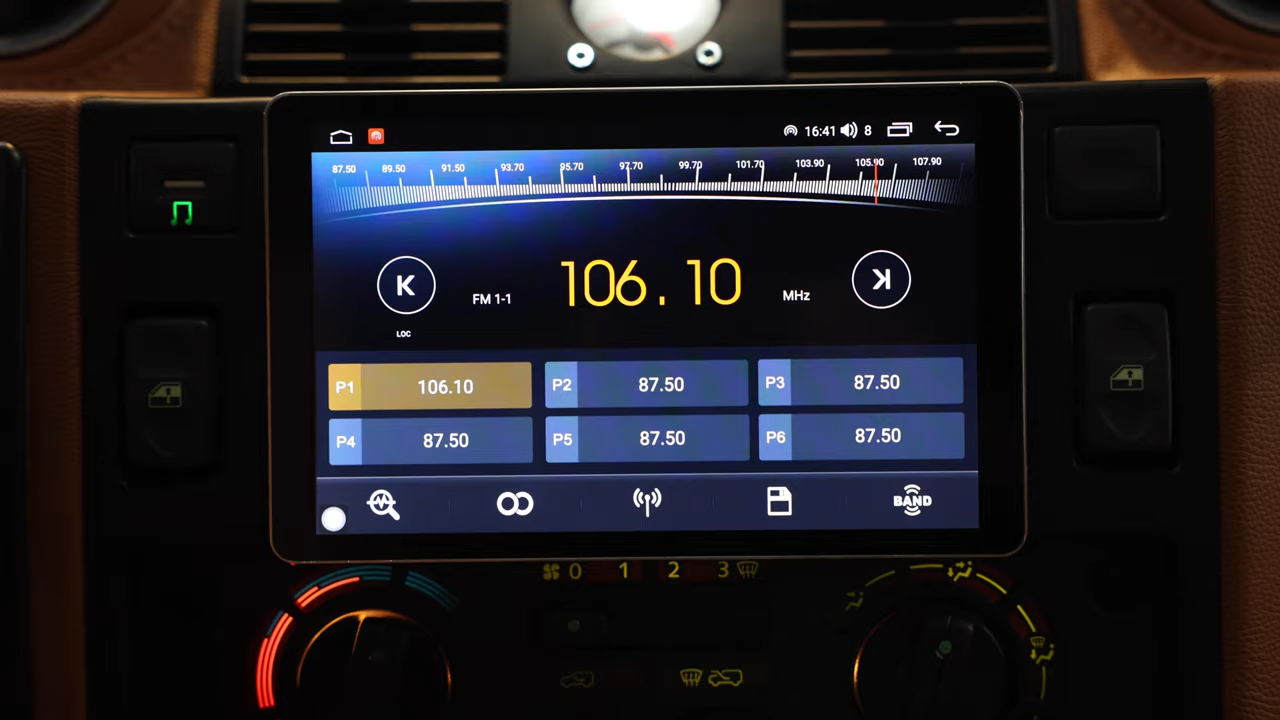 16:41 8
87.50 89.50 91.50 93.70 95.70 97.70 99.70 101.70 103.90 105.90 107.90
K FM 1-1 106.10 MHz K
LOC
P1 106.10 P2 87.50 P3 87.50
P4 87.50 P5 87.50 P6 87.50
BAND
0 1 2 3